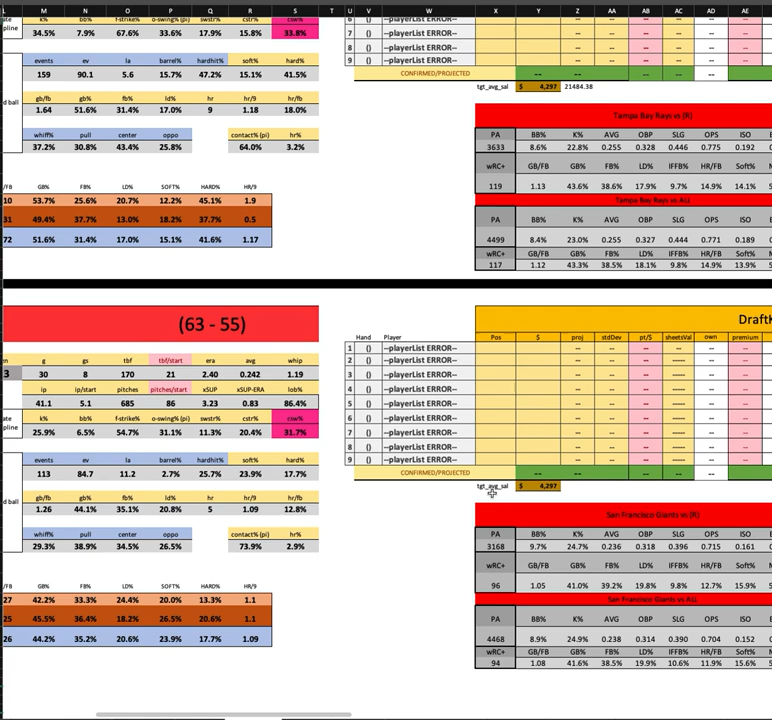 L M N O P Q R S T U V W X Y Z AA AB AC AD AE
ate k% bb% f-strike% o-swing% (pi) swstr% cstr% csw%
pline 34.5% 7.9% 67.6% 33.6% 17.9% 15.8% 33.8%
6 () --playerList ERROR-- -- -- -- ----- -- --
7 () --playerList ERROR-- -- -- -- ----- -- --
8 () --playerList ERROR-- -- -- -- ----- -- --
9 () --playerList ERROR-- -- -- -- ----- -- --
CONFIRMED/PROJECTED -- -- -- -- -- -- --
tgt_avg_sal $ 4,297 21484.38
events ev la barrel% hardhit% soft% hard%
159 90.1 5.6 15.7% 47.2% 15.1% 41.5%
d ball gb/fb gb% fb% ld% hr hr/9 hr/fb
1.64 51.6% 31.4% 17.0% 9 1.18 18.0%
whiff% pull center oppo contact% (pi) hr%
37.2% 30.8% 43.4% 25.8% 64.0% 3.2%
/FB GB% FB% LD% SOFT% HARD% HR/9
10 53.7% 25.6% 20.7% 12.2% 45.1% 1.9
31 49.4% 37.7% 13.0% 18.2% 37.7% 0.5
72 51.6% 31.4% 17.0% 15.1% 41.6% 1.17
Tampa Bay Rays vs (R)
PA BB% K% AVG OBP SLG OPS ISO
3633 8.6% 22.8% 0.255 0.328 0.446 0.775 0.192
wRC+ GB/FB GB% FB% LD% IFFB% HR/FB Soft%
119 1.13 43.6% 38.6% 17.9% 9.7% 14.9% 14.1%
Tampa Bay Rays vs ALL
PA BB% K% AVG OBP SLG OPS ISO
4499 8.4% 23.0% 0.255 0.327 0.444 0.771 0.189
wRC+ GB/FB GB% FB% LD% IFFB% HR/FB Soft%
117 1.12 43.3% 38.5% 18.1% 9.8% 14.9% 13.9%
(63 - 55)
g gs tbf tbf/start era avg whip
3 30 8 170 21 2.40 0.242 1.19
ip ip/start pitches pitches/start xSUP xSUP-ERA lob%
41.1 5.1 685 86 3.23 0.83 86.4%
ate k% bb% f-strike% o-swing% (pi) swstr% cstr% csw%
pline 25.9% 6.5% 54.7% 31.1% 11.3% 20.4% 31.7%
events ev la barrel% hardhit% soft% hard%
113 84.7 11.2 2.7% 25.7% 23.9% 17.7%
d ball gb/fb gb% fb% ld% hr hr/9 hr/fb
1.26 44.1% 35.1% 20.8% 5 1.09 12.8%
whiff% pull center oppo contact% (pi) hr%
29.3% 38.9% 34.5% 26.5% 73.9% 2.9%
/FB GB% FB% LD% SOFT% HARD% HR/9
27 42.2% 33.3% 24.4% 20.0% 13.3% 1.1
25 45.5% 36.4% 18.2% 26.5% 20.6% 1.1
26 44.2% 35.2% 20.6% 23.9% 17.7% 1.09
DraftK
Hand Player Pos $ proj stdDev pt/$ sheetsVal own premium
1 () --playerList ERROR-- -- -- -- ----- -- --
2 () --playerList ERROR-- -- -- -- ----- -- --
3 () --playerList ERROR-- -- -- -- ----- -- --
4 () --playerList ERROR-- -- -- -- ----- -- --
5 () --playerList ERROR-- -- -- -- ----- -- --
6 () --playerList ERROR-- -- -- -- ----- -- --
7 () --playerList ERROR-- -- -- -- ----- -- --
8 () --playerList ERROR-- -- -- -- ----- -- --
9 () --playerList ERROR-- -- -- -- ----- -- --
CONFIRMED/PROJECTED -- -- -- -- -- -- --
tgt_avg_sal $ 4,297
San Francisco Giants vs (R)
PA BB% K% AVG OBP SLG OPS ISO
3168 9.7% 24.7% 0.236 0.318 0.396 0.715 0.161
wRC+ GB/FB GB% FB% LD% IFFB% HR/FB Soft%
96 1.05 41.0% 39.2% 19.8% 9.8% 12.7% 15.9%
San Francisco Giants vs ALL
PA BB% K% AVG OBP SLG OPS ISO
4468 8.9% 24.9% 0.238 0.314 0.390 0.704 0.152
wRC+ GB/FB GB% FB% LD% IFFB% HR/FB Soft%
94 1.08 41.6% 38.5% 19.9% 10.6% 11.9% 15.6%